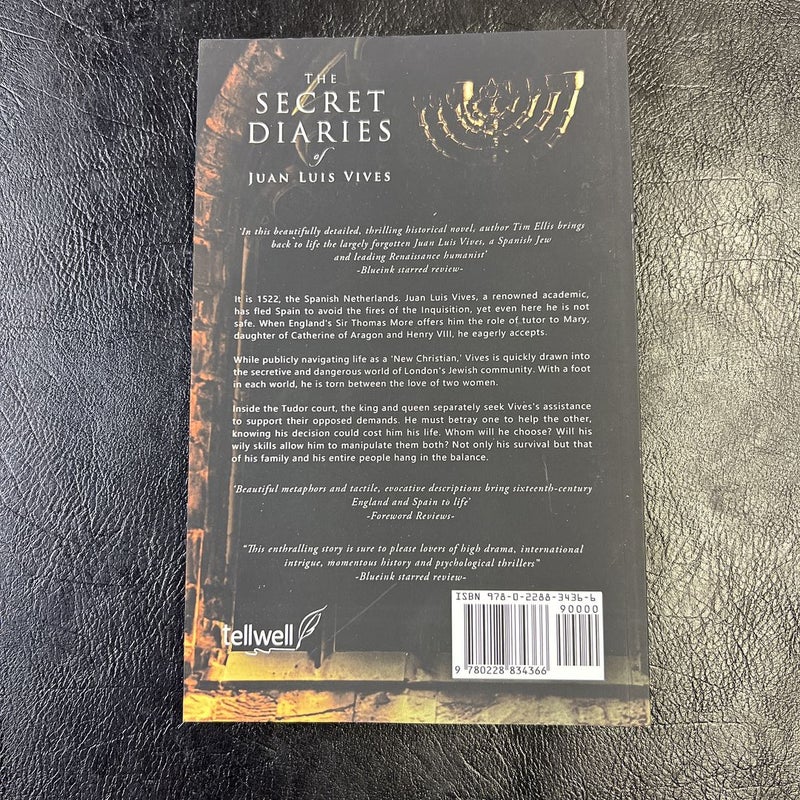 THE
SECRET
DIARIES
of
JUAN LUIS VIVES
'In this beautifully detailed, thrilling historical novel, author Tim Ellis brings
back to life the largely forgotten Juan Luis Vives, a Spanish Jew
and leading Renaissance humanist'
-Blueink starred review-
It is 1522, the Spanish Netherlands. Juan Luis Vives, a renowned academic,
has fled Spain to avoid the fires of the Inquisition, yet even here he is not
safe. When England's Sir Thomas More offers him the role of tutor to Mary,
daughter of Catherine of Aragon and Henry VIII, he eagerly accepts.
While publicly navigating life as a 'New Christian,' Vives is quickly drawn into
the secretive and dangerous world of London's Jewish community. With a foot
in each world, he is torn between the love of two women.
Inside the Tudor court, the king and queen separately seek Vives's assistance
to support their opposed demands. He must betray one to help the other,
knowing his decision could cost him his life. Whom will he choose? Will his
wily skills allow him to manipulate them both? Not only his survival but that
of his family and his entire people hang in the balance.
'Beautiful metaphors and tactile, evocative descriptions bring sixteenth-century
England and Spain to life'
-Foreword Reviews-
"This enthralling story is sure to please lovers of high drama, international
intrigue, momentous history and psychological thrillers"
-Blueink starred review-
ISBN 978-0-2288-3436-6
90000
9 780228 834366
tellwell